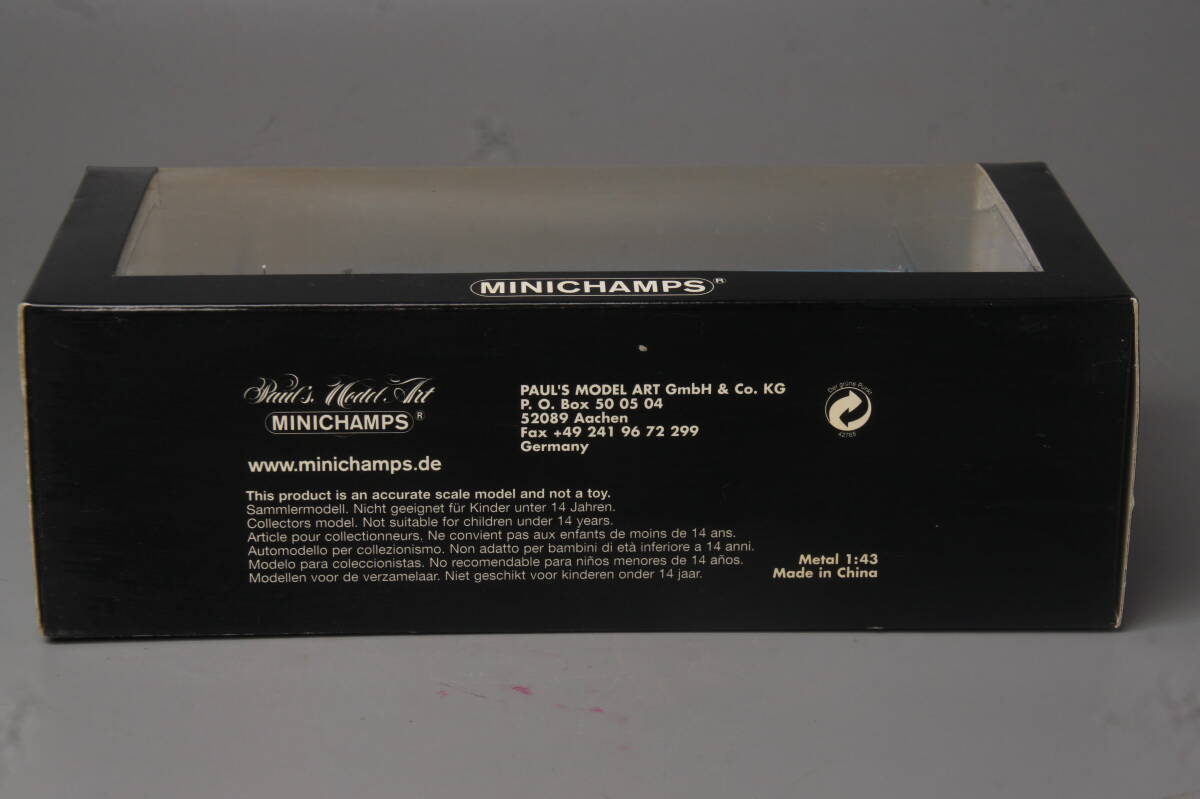 MINICHAMPS®
Paul's Model Art
MINICHAMPS®
www.minichamps.de
PAUL'S MODEL ART GmbH & Co. KG
P. O. Box 50 05 04
52089 Aachen
Fax +49 241 96 72 299
Germany
Der grüne Punkt
42765
This product is an accurate scale model and not a toy.
Sammlermodell. Nicht geeignet für Kinder unter 14 Jahren.
Collectors model. Not suitable for children under 14 years.
Article pour collectionneurs. Ne convient pas aux enfants de moins de 14 ans.
Automodello per collezionismo. Non adatto per bambini di età inferiore a 14 anni.
Modelo para coleccionistas. No recomendable para niños menores de 14 años.
Modellen voor de verzamelaar. Niet geschikt voor kinderen onder 14 jaar.
Metal 1:43
Made in China